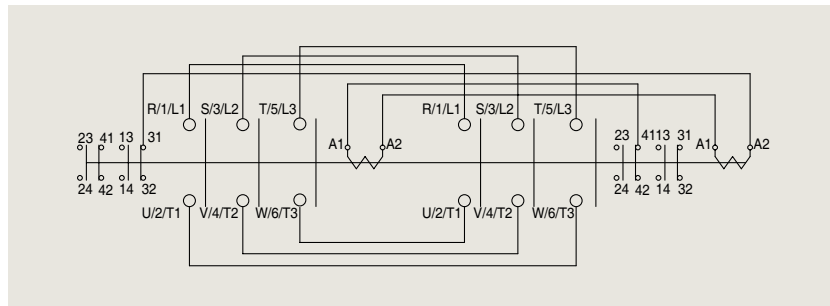 R/1/L1 S/3/L2 T/5/L3 R/1/L1 S/3/L2 T/5/L3
23 41 13 31 A1 A2 23 41 13 31 A1 A2
24 42 14 32 24 42 14 32
U/2/T1 V/4/T2 W/6/T3 U/2/T1 V/4/T2 W/6/T3